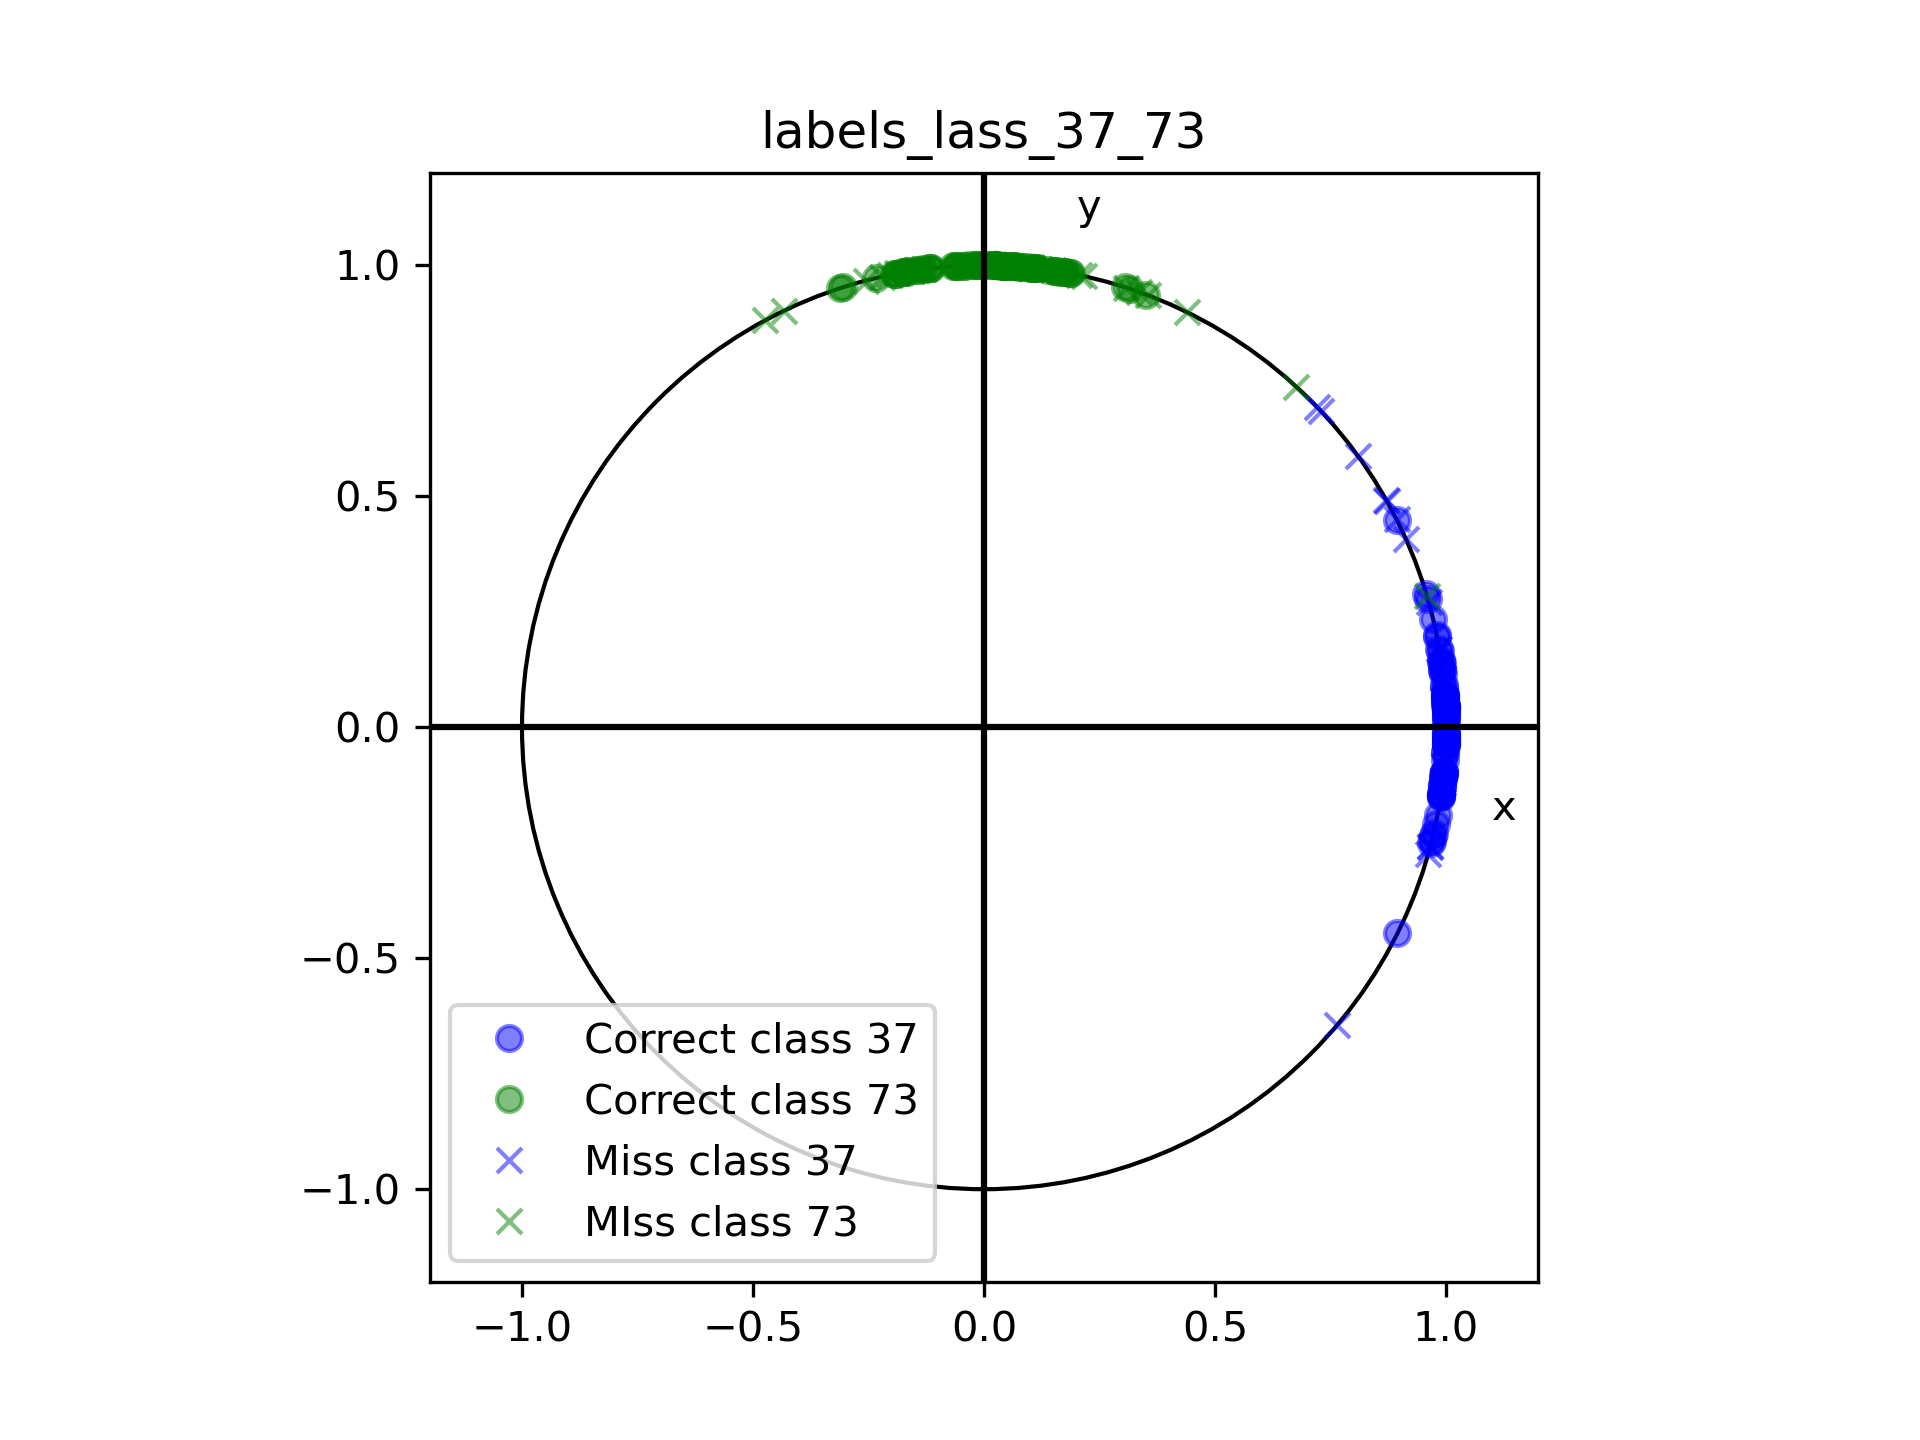 labels_lass_37_73
y
x
1.0
0.5
0.0
−0.5
−1.0
−1.0 −0.5 0.0 0.5 1.0
Correct class 37
Correct class 73
Miss class 37
MIss class 73